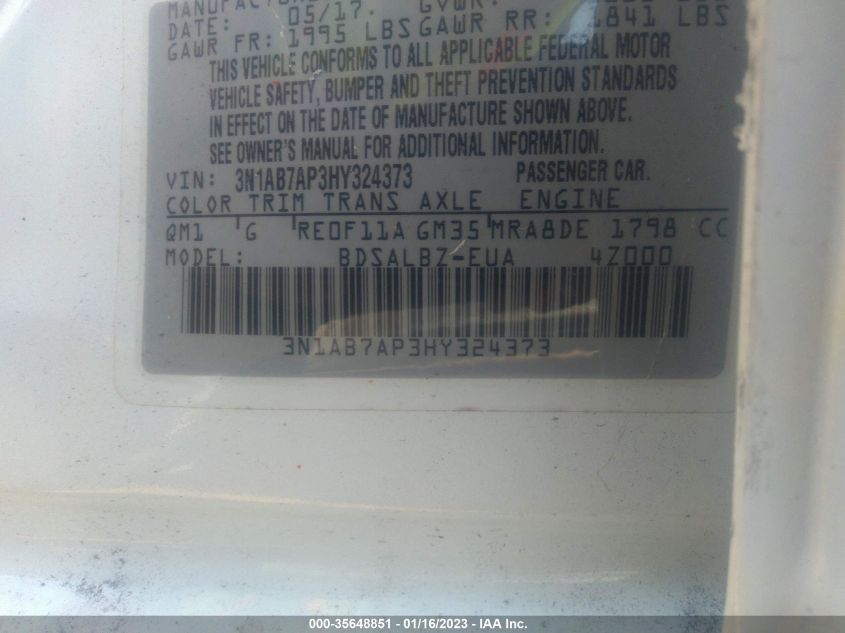 MANUFACTURE
05/17. GVWR:
GAWR FR: 1995 LBS GAWR RR: 1841 LBS
THIS VEHICLE CONFORMS TO ALL APPLICABLE FEDERAL MOTOR
VEHICLE SAFETY, BUMPER AND THEFT PREVENTION STANDARDS
IN EFFECT ON THE DATE OF MANUFACTURE SHOWN ABOVE.
SEE OWNER'S MANUAL FOR ADDITIONAL INFORMATION.
VIN: 3N1AB7AP3HY324373 PASSENGER CAR.
COLOR TRIM TRANS AXLE ENGINE
QM1 G RE0F11A GM35 MRA8DE 1798 CC
MODEL: BDSALBZ-EUA 4Z000
3N1AB7AP3HY324373
000-35648851 - 01/16/2023 - IAA Inc.